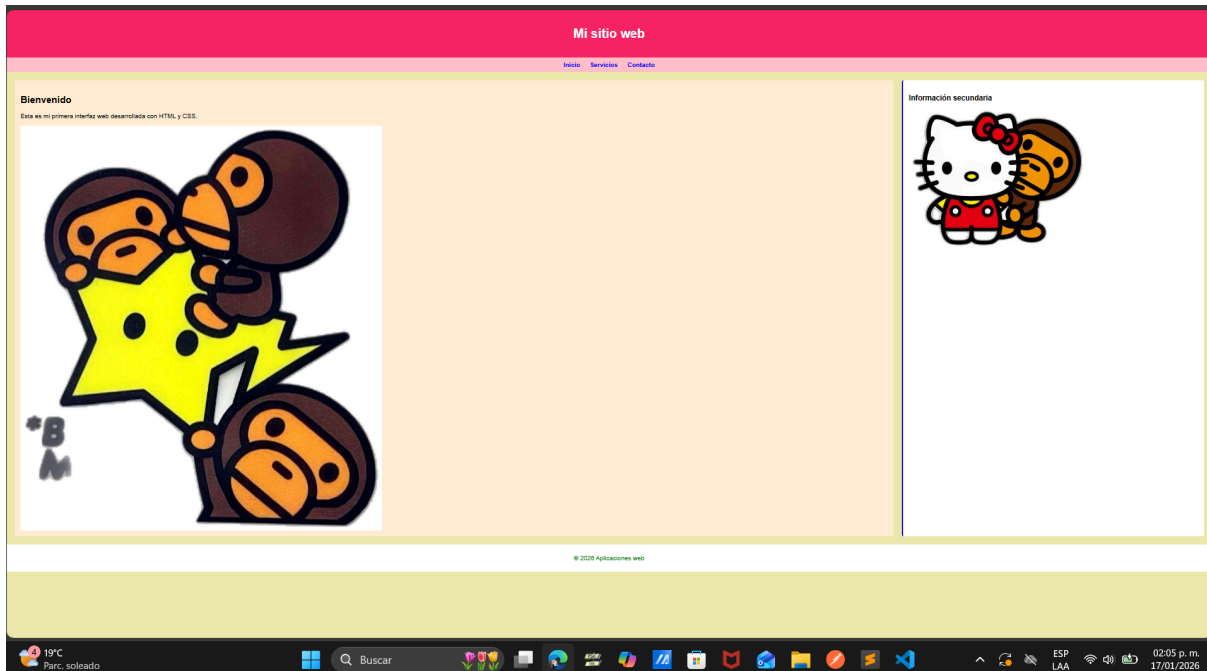 Mi sitio web
Inicio Servicios Contacto
Bienvenido
Esta es mi primera interfaz web desarrollada con HTML y CSS.
*B
M
Información secundaria
© 2026 Aplicaciones web
4
19°C
Parc. soleado
Buscar
ESP
LAA
02:05 p. m.
17/01/2026